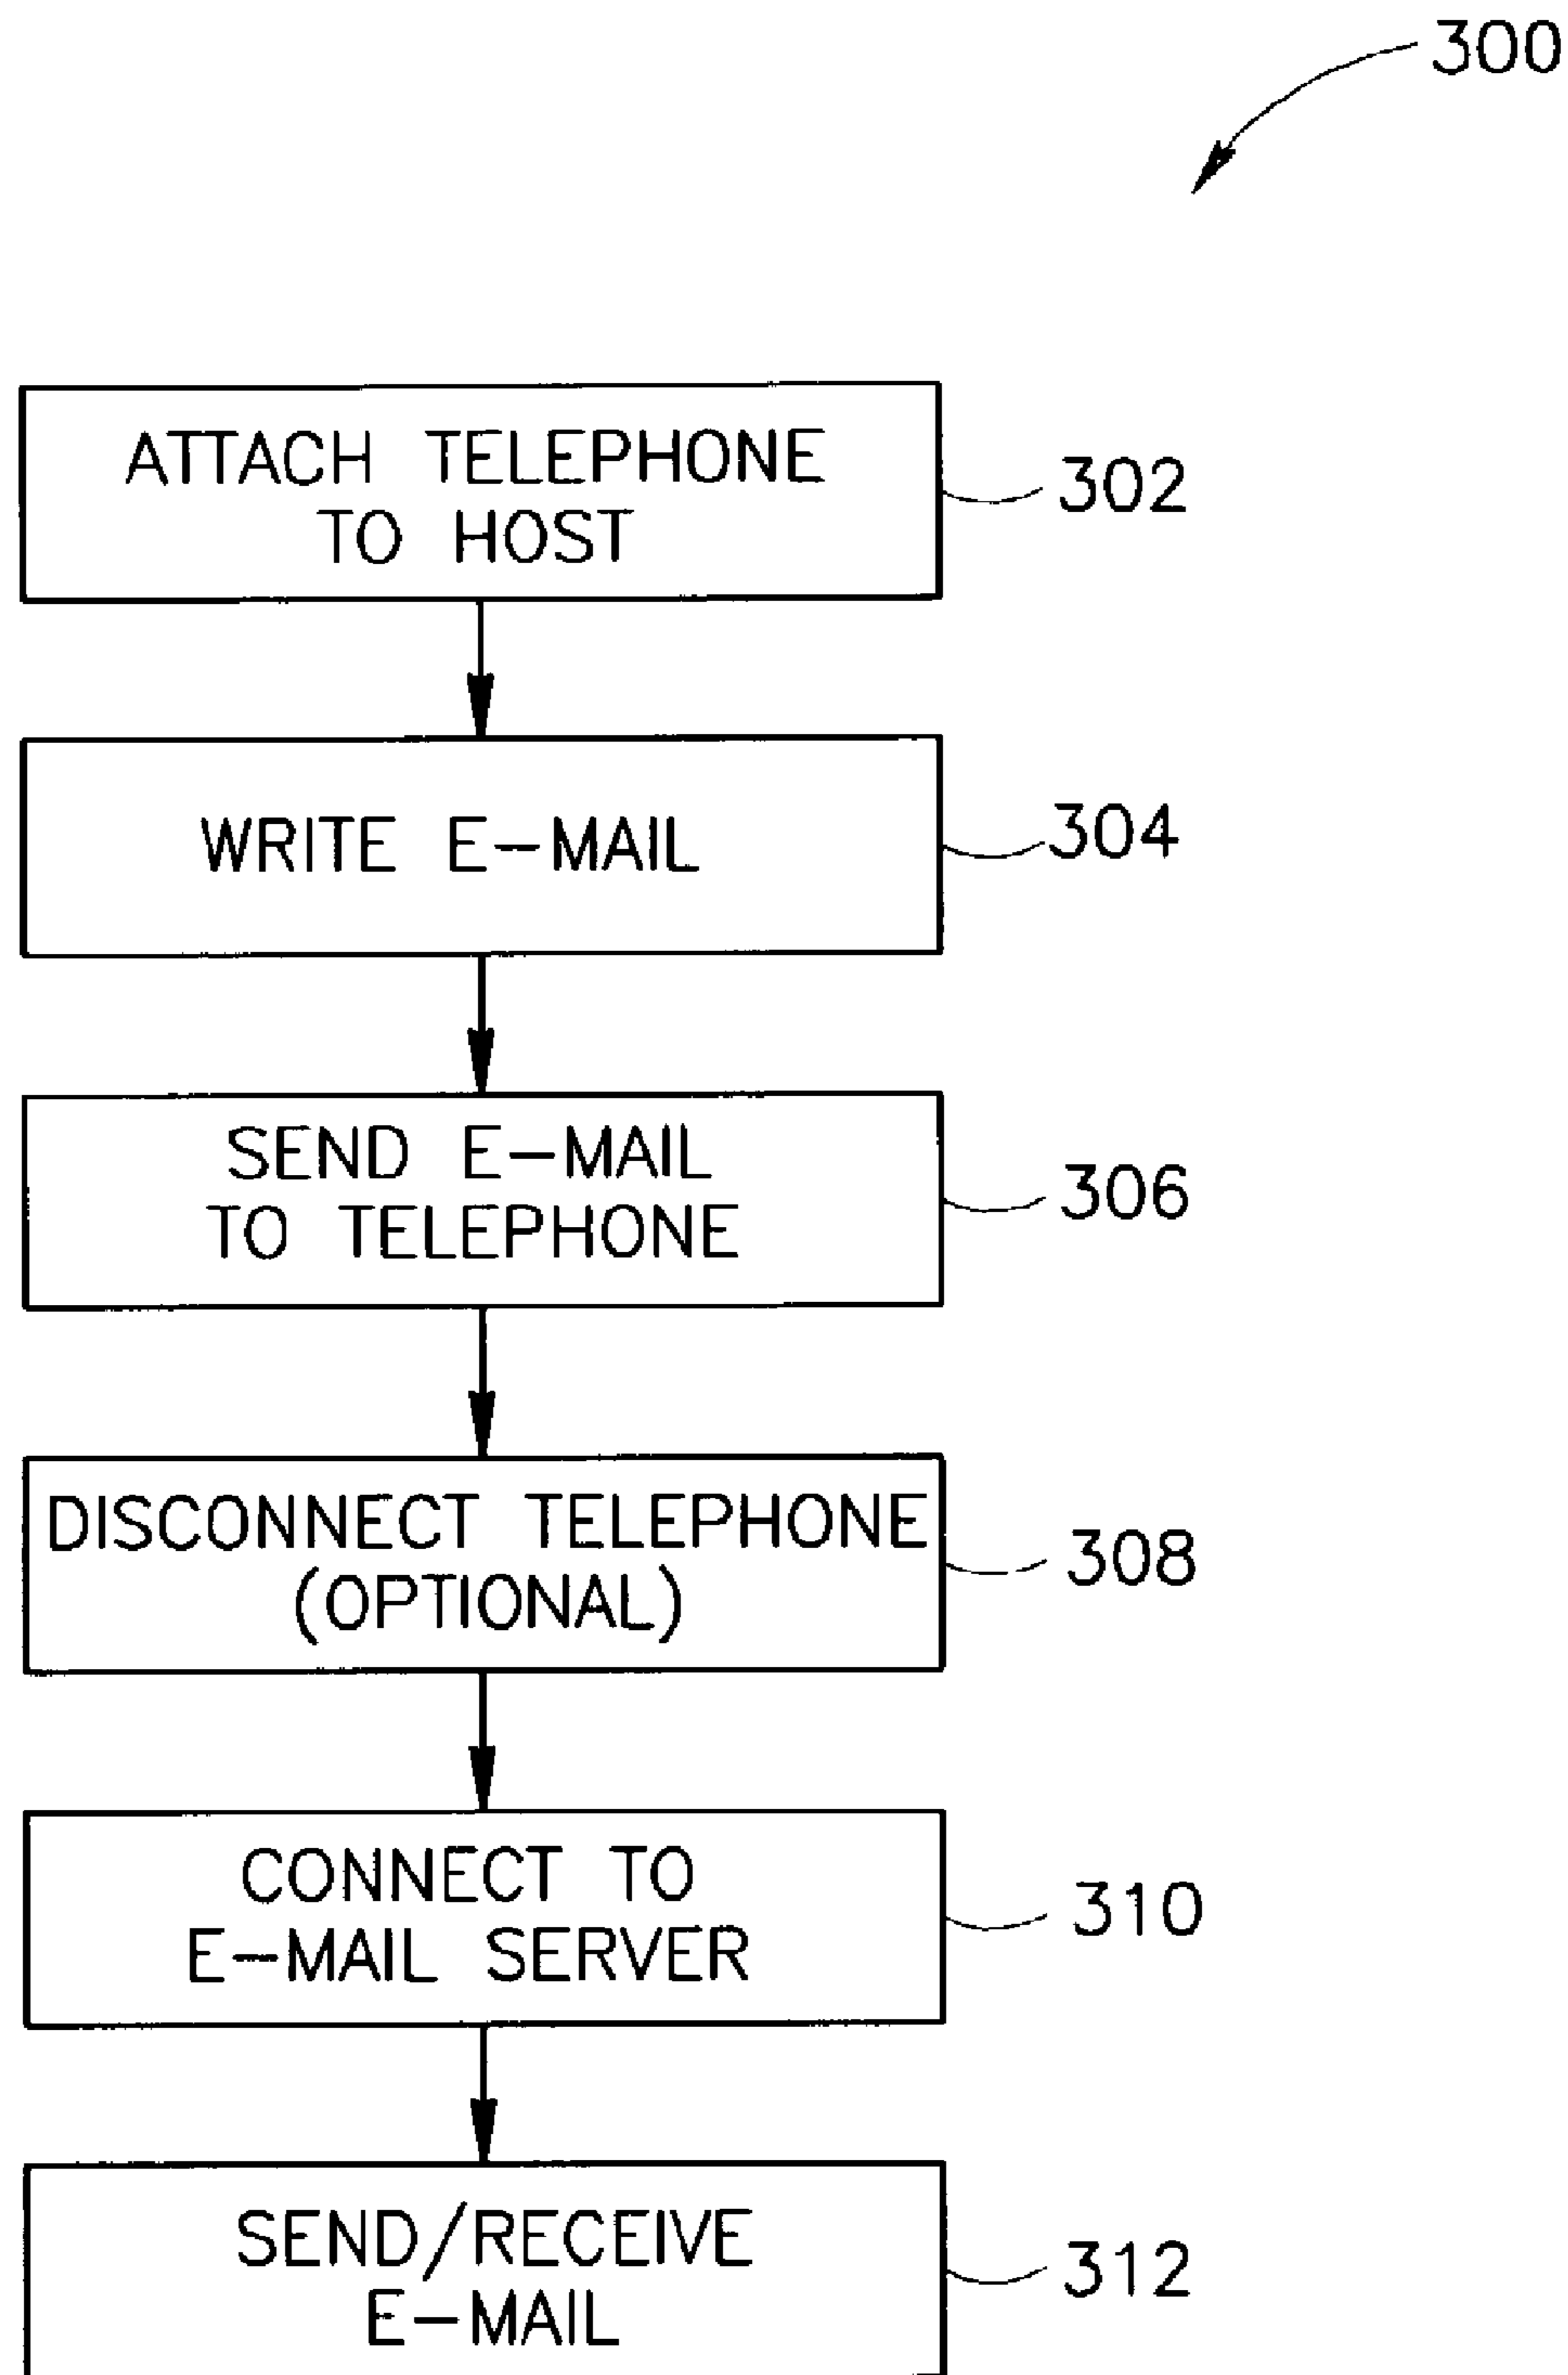 300
ATTACH TELEPHONE
TO HOST
302
WRITE E-MAIL
304
SEND E-MAIL
TO TELEPHONE
306
DISCONNECT TELEPHONE
(OPTIONAL)
308
CONNECT TO
E-MAIL SERVER
310
SEND/RECEIVE
E-MAIL
312